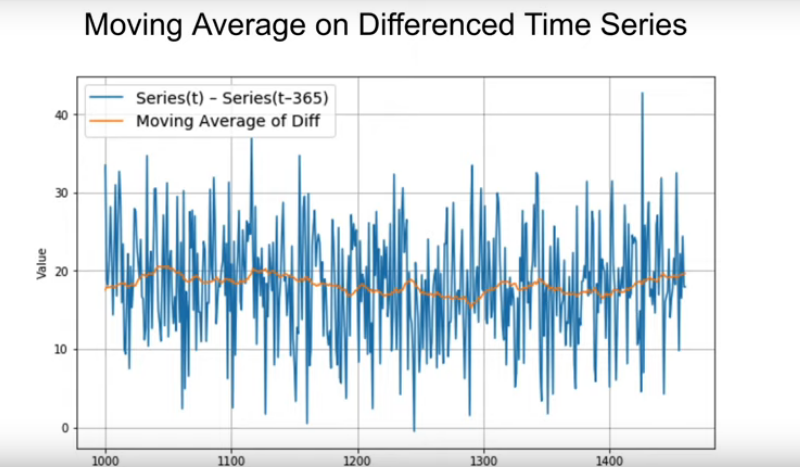 Moving Average on Differenced Time Series
Series(t) – Series(t–365)
Moving Average of Diff
40
30
20
10
0
Value
1000 1100 1200 1300 1400